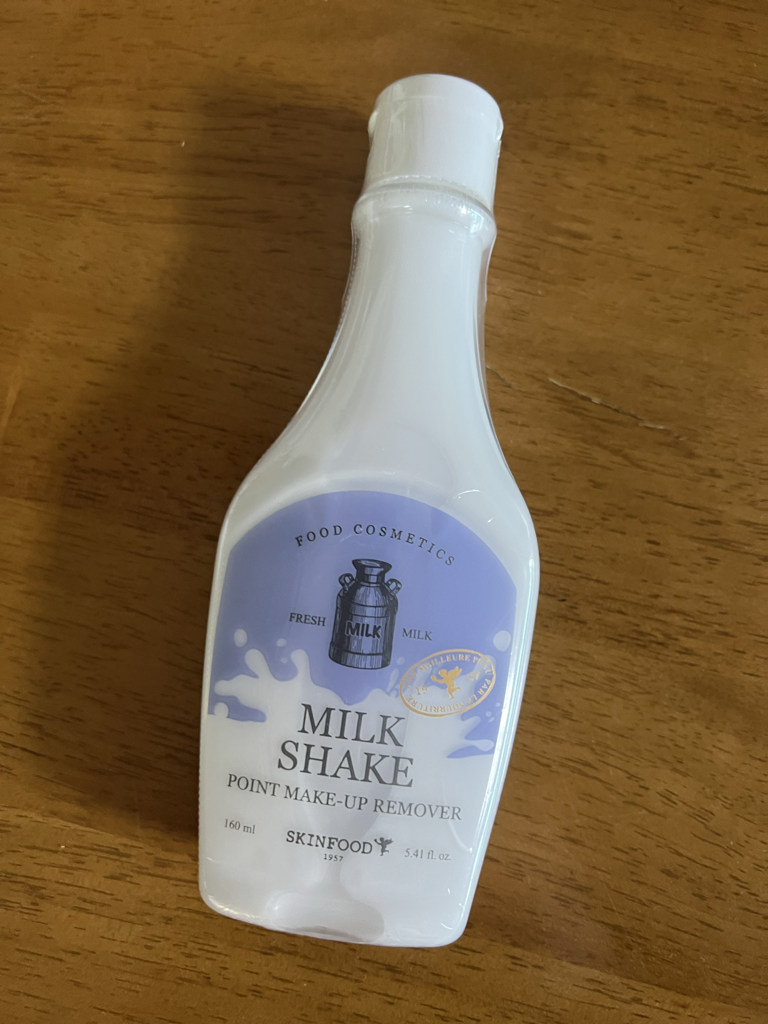 FOOD COSMETICS
FRESH MILK MILK
MILK
SHAKE
POINT MAKE-UP REMOVER
160 ml SKINFOOD 5.41 fl. oz.
1957